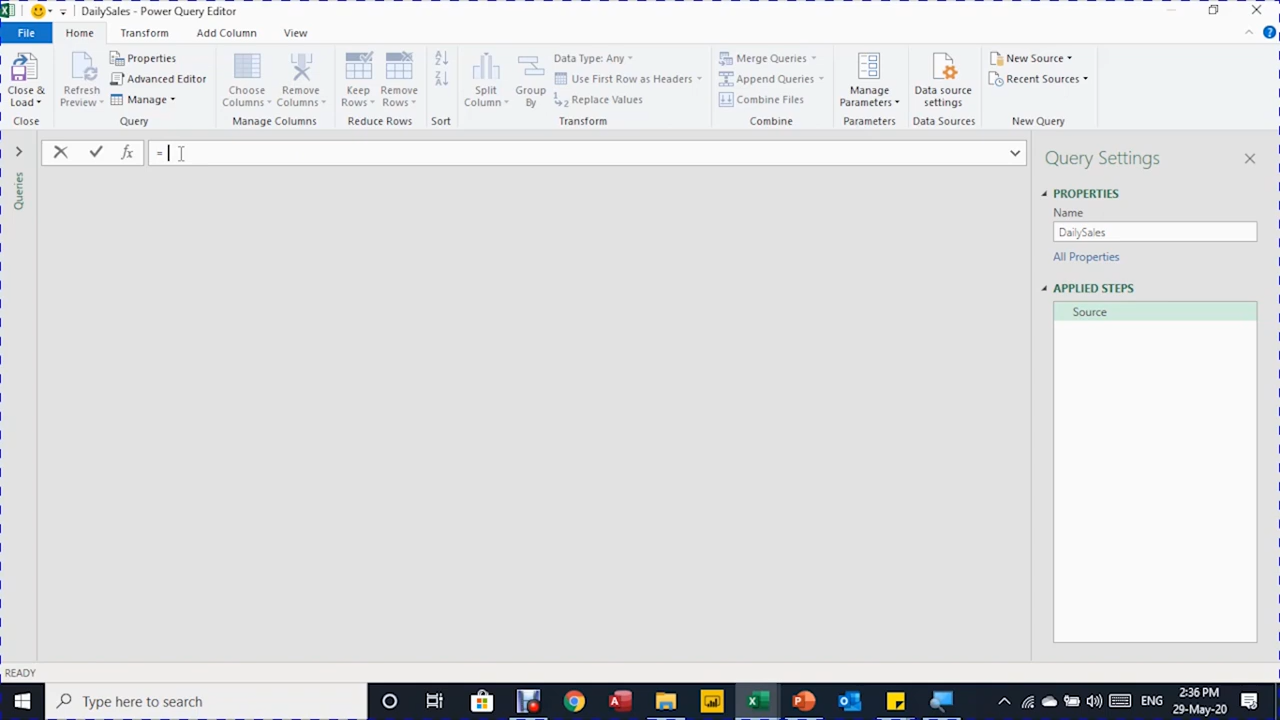 DailySales - Power Query Editor
File Home Transform Add Column View
Close & Load
Close
Refresh Preview
Properties
Advanced Editor
Manage
Query
Choose Columns
Remove Columns
Manage Columns
Keep Rows
Remove Rows
Reduce Rows
Sort
Split Column
Group By
Data Type: Any
Use First Row as Headers
Replace Values
Transform
Merge Queries
Append Queries
Combine Files
Combine
Manage Parameters
Parameters
Data source settings
Data Sources
New Source
Recent Sources
New Query
fx =
Queries
Query Settings
PROPERTIES
Name
DailySales
All Properties
APPLIED STEPS
Source
READY
Type here to search
ENG
2:36 PM
29-May-20